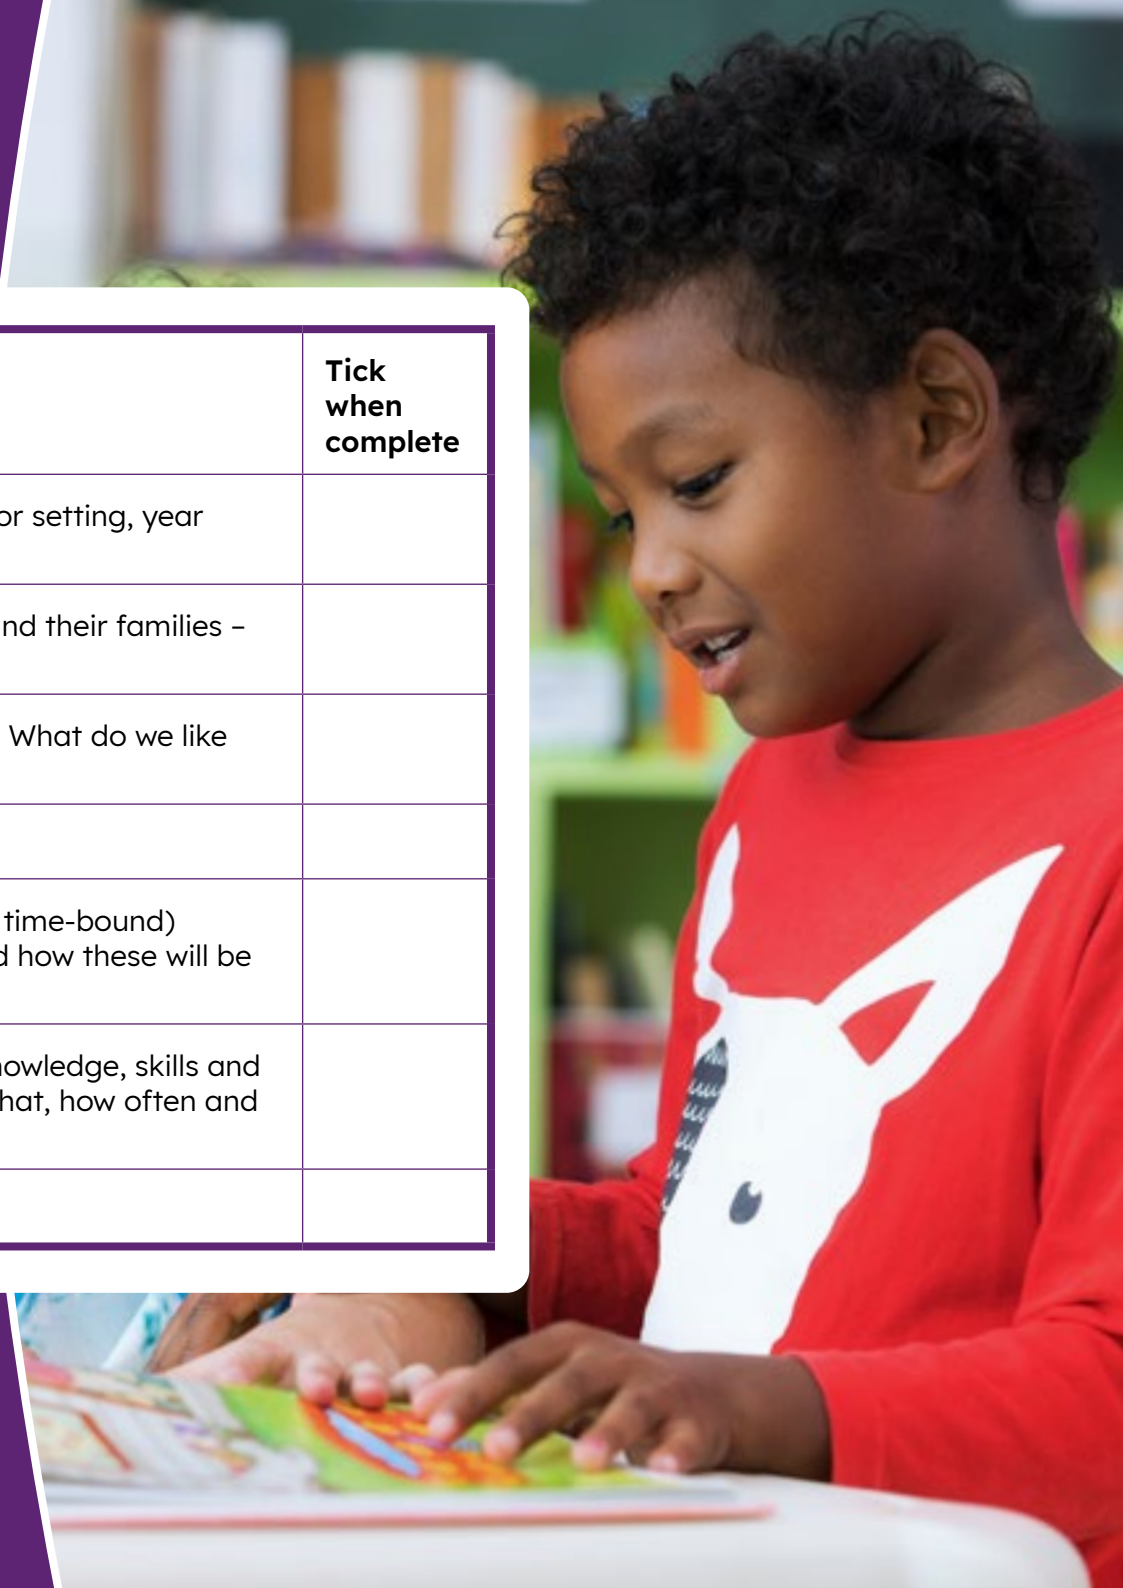 Tick
when
complete
or setting, year
nd their families –
What do we like
time-bound)
d how these will be
nowledge, skills and
hat, how often and